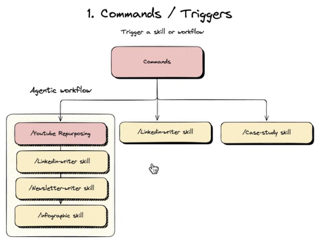 1. Commands / Triggers
Trigger a skill or workflow
Commands
Agentic workflow
/Youtube Repurposing
/Linkedin-writer skill
/Newsletter-writer skill
/infographic skill
/Linkedin-writer skill
/Case-study skill